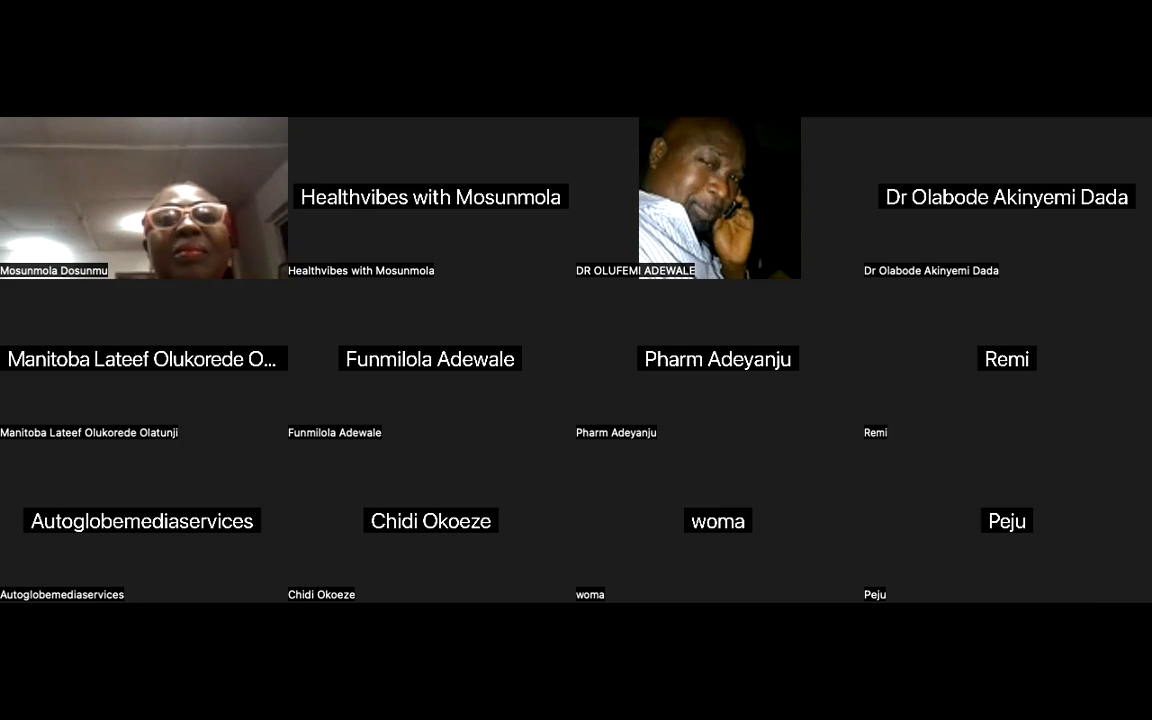 Healthvibes with Mosunmola
Dr Olabode Akinyemi Dada
Mosunmola Dosunmu
Healthvibes with Mosunmola
DR OLUFEMI ADEWALE
Dr Olabode Akinyemi Dada
Manitoba Lateef Olukorede O...
Funmilola Adewale
Pharm Adeyanju
Remi
Manitoba Lateef Olukorede Olatunji
Funmilola Adewale
Pharm Adeyanju
Remi
Autoglobemediaservices
Chidi Okoeze
woma
Peju
Autoglobemediaservices
Chidi Okoeze
woma
Peju